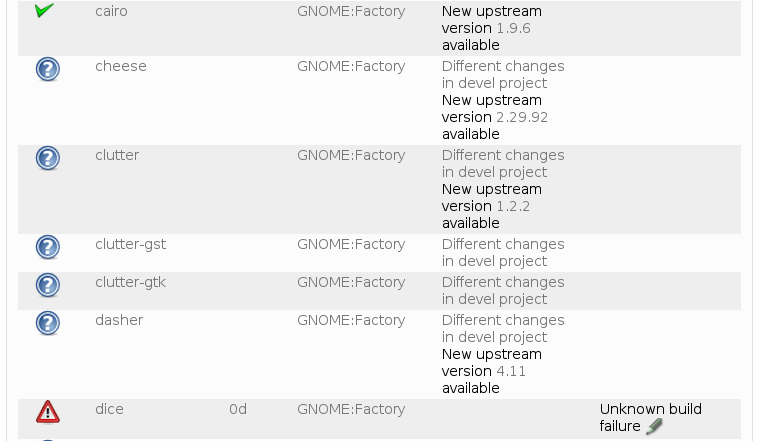 cairo GNOME:Factory New upstream
version 1.9.6
available
cheese GNOME:Factory Different changes
in devel project
New upstream
version 2.29.92
available
clutter GNOME:Factory Different changes
in devel project
New upstream
version 1.2.2
available
clutter-gst GNOME:Factory Different changes
in devel project
clutter-gtk GNOME:Factory Different changes
in devel project
dasher GNOME:Factory Different changes
in devel project
New upstream
version 4.11
available
dice 0d GNOME:Factory Unknown build
failure